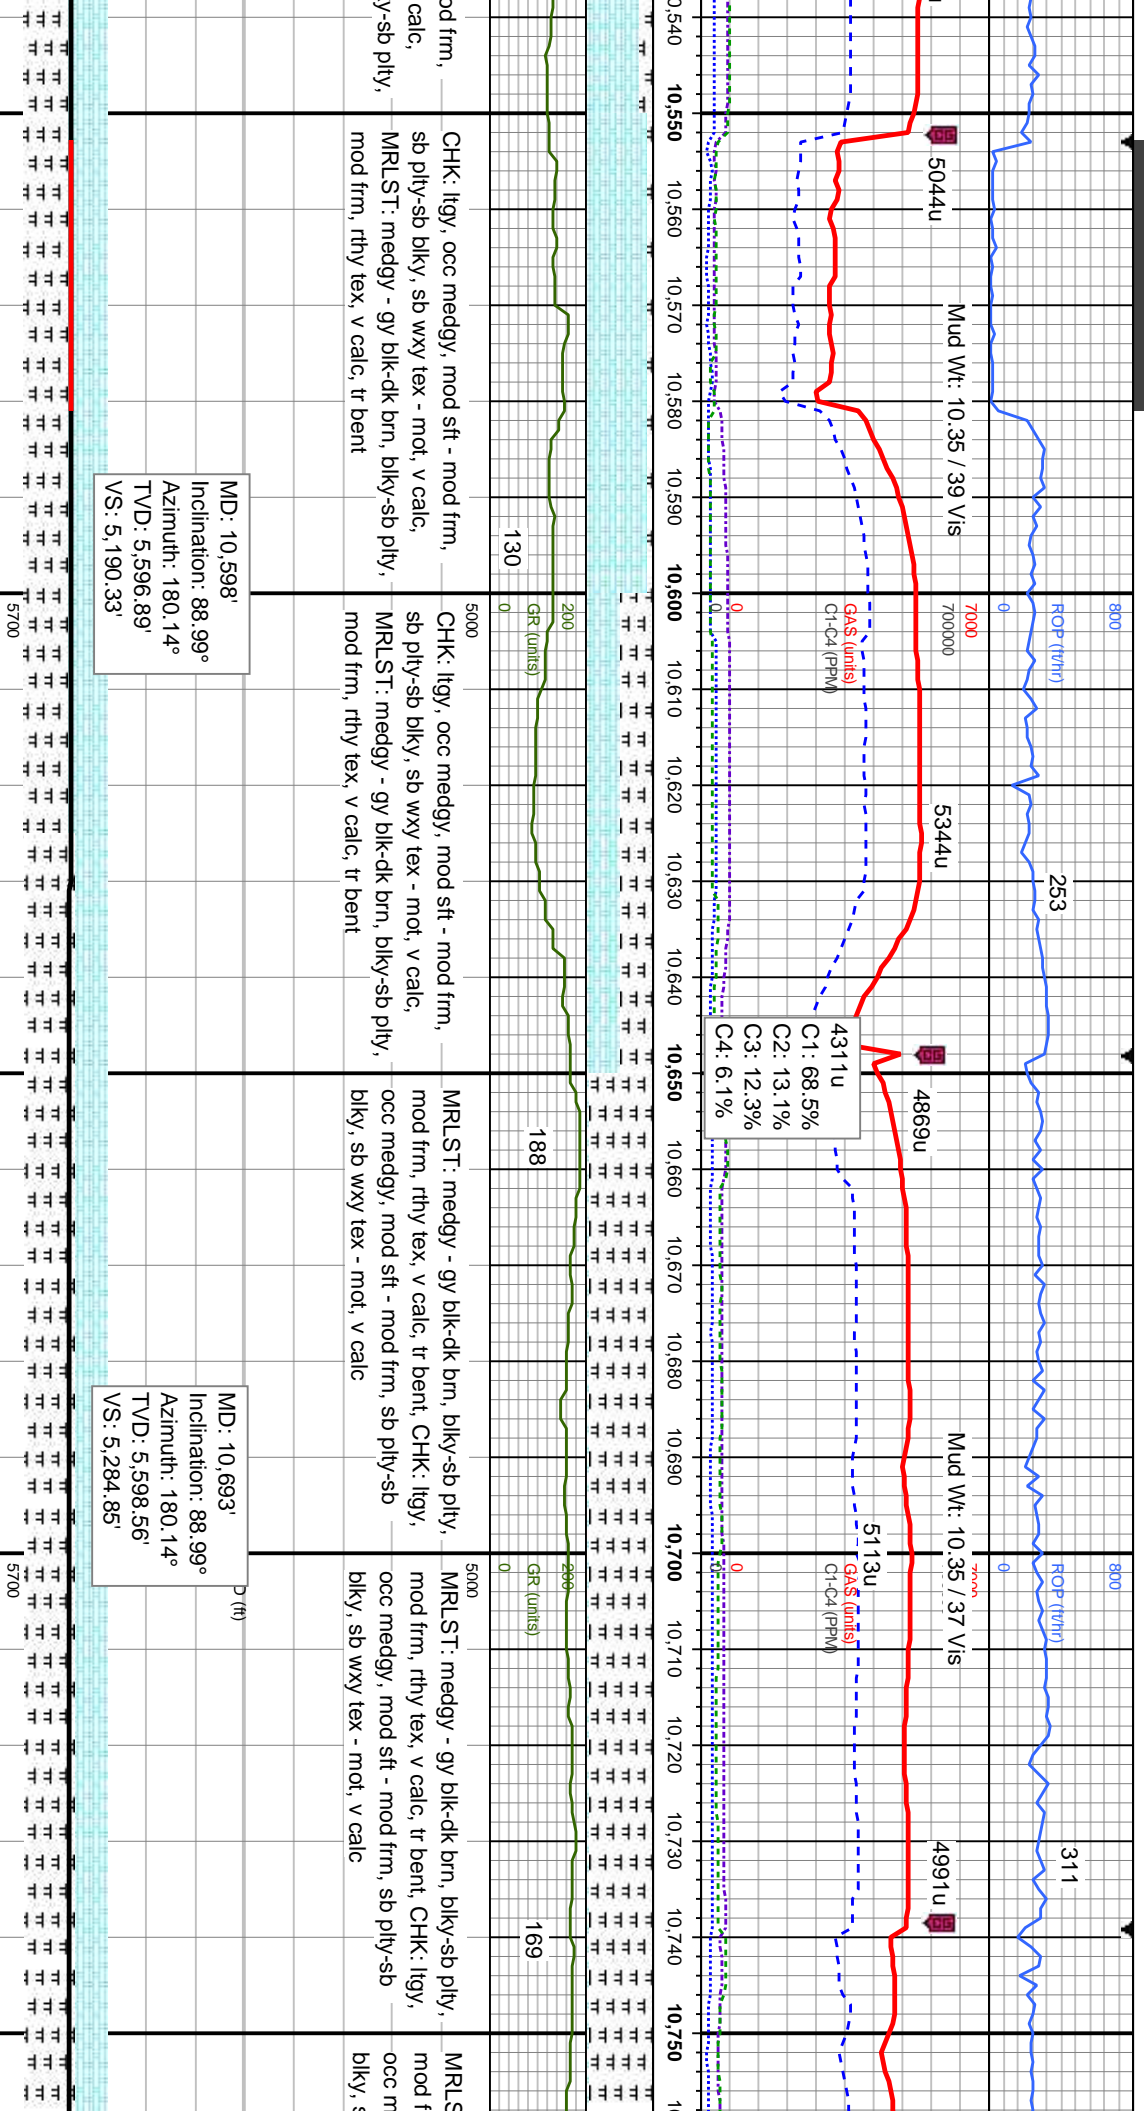 800
ROP (ft/hr)
0
800
ROP (ft/hr)
0
253
311
5044u
Mud Wt: 10.35 / 39 Vis
5344u
4869u
Mud Wt: 10.35 / 37 Vis
5113u
4991u
7000
700000
GAS (units)
C1-C4 (PPM)
0
0
GAS (units)
C1-C4 (PPM)
0
0
4311u
C1: 68.5%
C2: 13.1%
C3: 12.3%
C4: 6.1%
10,550
10,560
10,570
10,580
10,590
10,600
10,610
10,620
10,630
10,640
10,650
10,660
10,670
10,680
10,690
10,700
10,710
10,720
10,730
10,740
10,750
200
GR (units)
0
200
GR (units)
0
130
188
169
5000
5000
od frm,
calc,
y-sb plty,
CHK: ltgy, occ medgy, mod sft - mod frm,
sb plty-sb blky, sb wxy tex - mot, v calc,
MRLST: medgy - gy blk-dk brn, blky-sb plty,
mod frm, rthy tex, v calc, tr bent
CHK: ltgy, occ medgy, mod sft - mod frm,
sb plty-sb blky, sb wxy tex - mot, v calc,
MRLST: medgy - gy blk-dk brn, blky-sb plty,
mod frm, rthy tex, v calc, tr bent
MRLST: medgy - gy blk-dk brn, blky-sb plty,
mod frm, rthy tex, v calc, tr bent, CHK: ltgy,
occ medgy, mod sft - mod frm, sb plty-sb
blky, sb wxy tex - mot, v calc
MRLST: medgy - gy blk-dk brn, blky-sb plty,
mod frm, rthy tex, v calc, tr bent, CHK: ltgy,
occ medgy, mod sft - mod frm, sb plty-sb
blky, sb wxy tex - mot, v calc
MRLS
mod f
occ m
blky, s
MD: 10,598'
Inclination: 88.99°
Azimuth: 180.14°
TVD: 5,596.89'
VS: 5,190.33'
MD: 10,693'
Inclination: 88.99°
Azimuth: 180.14°
TVD: 5,598.56'
VS: 5,284.85'
(ft)
5700
5700